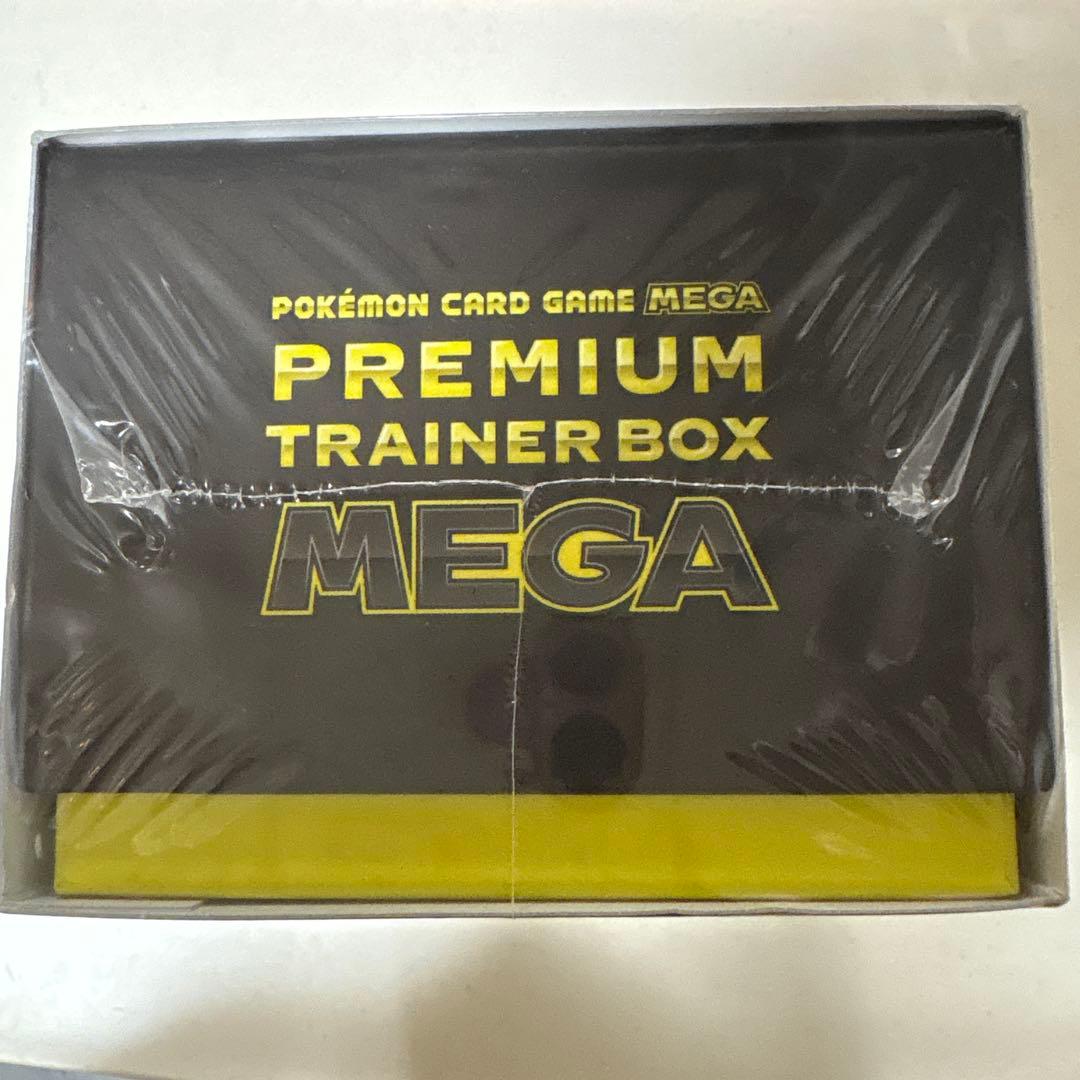 POKÉMON CARD GAME MEGA
PREMIUM
TRAINER BOX
MEGA